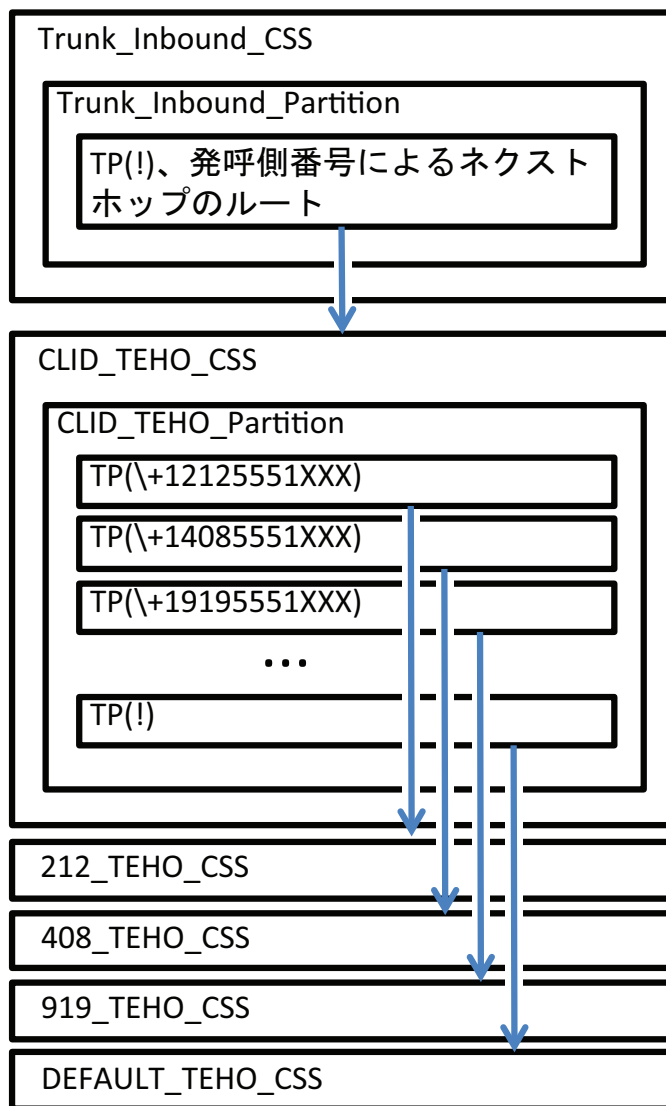 Trunk_Inbound_CSS
Trunk_Inbound_Partition
TP(!)、発呼側番号によるネクスト
ホップのルート
CLID_TEHO_CSS
CLID_TEHO_Partition
TP(\+12125551XXX)
TP(\+14085551XXX)
TP(\+19195551XXX)
...
TP(!)
212_TEHO_CSS
408_TEHO_CSS
919_TEHO_CSS
DEFAULT_TEHO_CSS